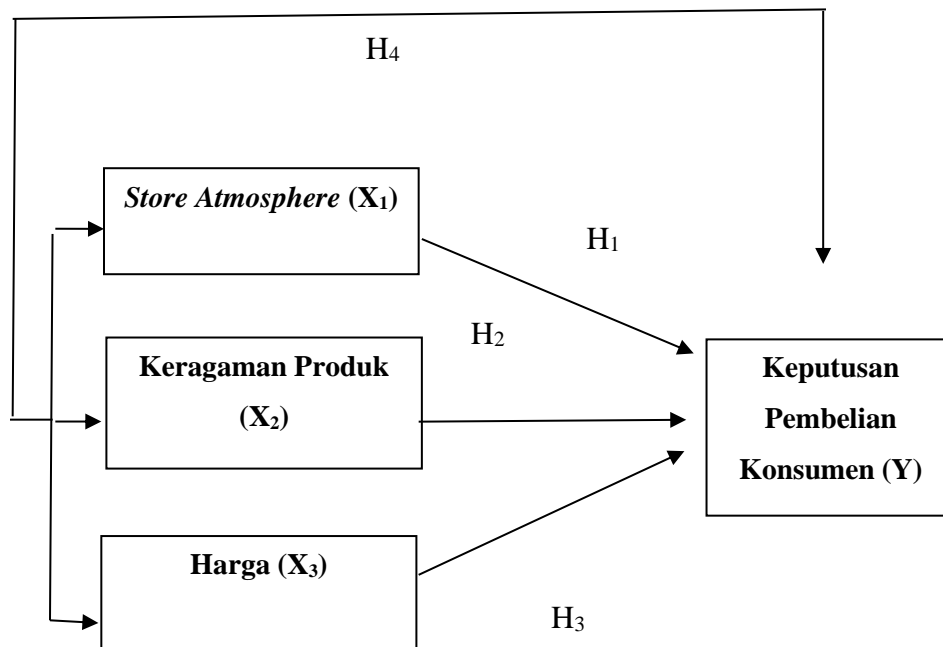 H₄
Store Atmosphere (X₁)
H₁
H₂
Keragaman Produk
(X₂)
Keputusan
Pembelian
Konsumen (Y)
Harga (X₃)
H₃